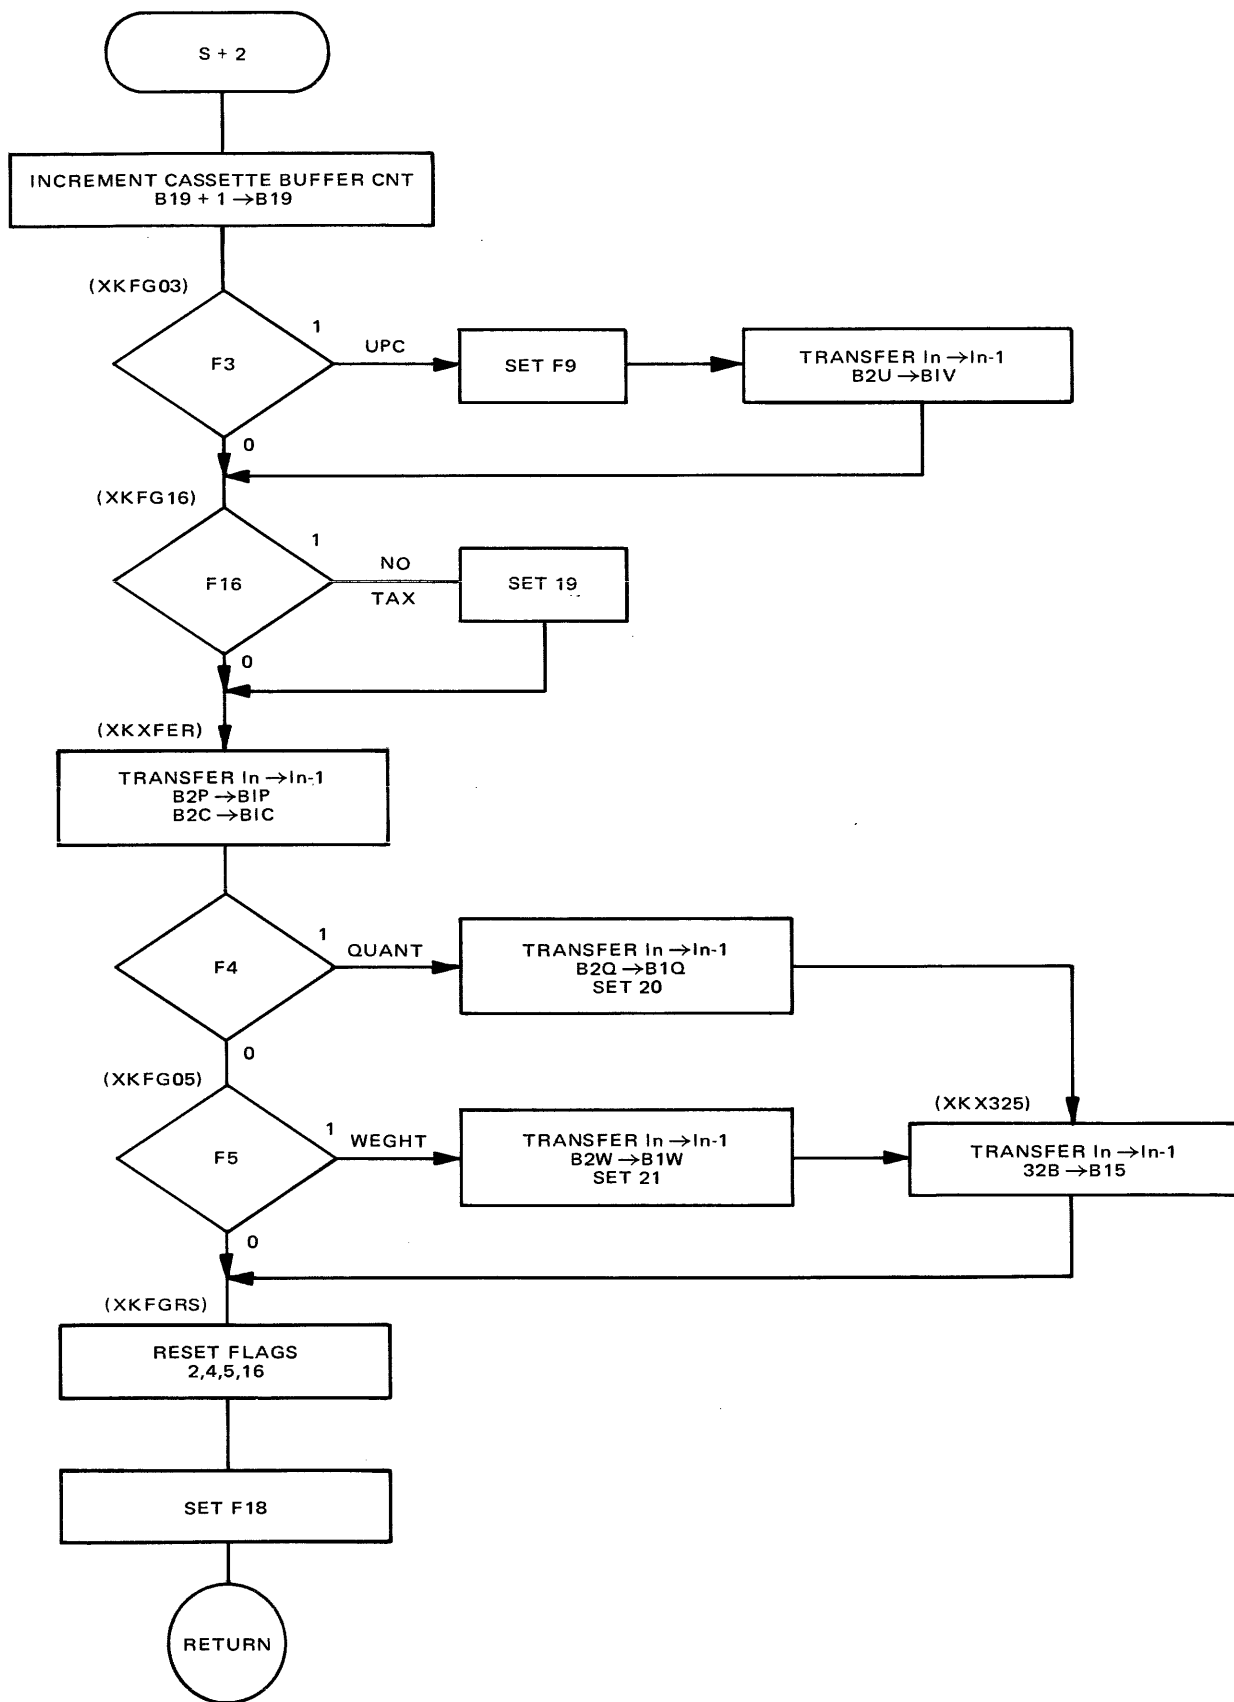 S + 2
INCREMENT CASSETTE BUFFER CNT
B19 + 1 → B19
(XKFG03)
F3
1
UPC
SET F9
TRANSFER In → In-1
B2U → BIV
0
(XKFG16)
F16
1
NO
TAX
SET 19
0
(XKXFER)
TRANSFER In → In-1
B2P → BIP
B2C → BIC
F4
1
QUANT
TRANSFER In → In-1
B2Q → B1Q
SET 20
0
(XKFG05)
F5
1
WEGHT
TRANSFER In → In-1
B2W → B1W
SET 21
(XKX325)
TRANSFER In → In-1
32B → B15
0
(XKFGRS)
RESET FLAGS
2,4,5,16
SET F18
RETURN